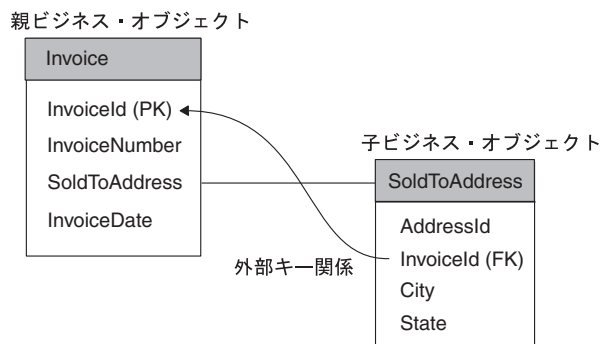 親ビジネス・オブジェクト
Invoice
InvoiceId (PK)
InvoiceNumber
SoldToAddress
InvoiceDate
子ビジネス・オブジェクト
SoldToAddress
AddressId
InvoiceId (FK)
City
State
外部キー関係